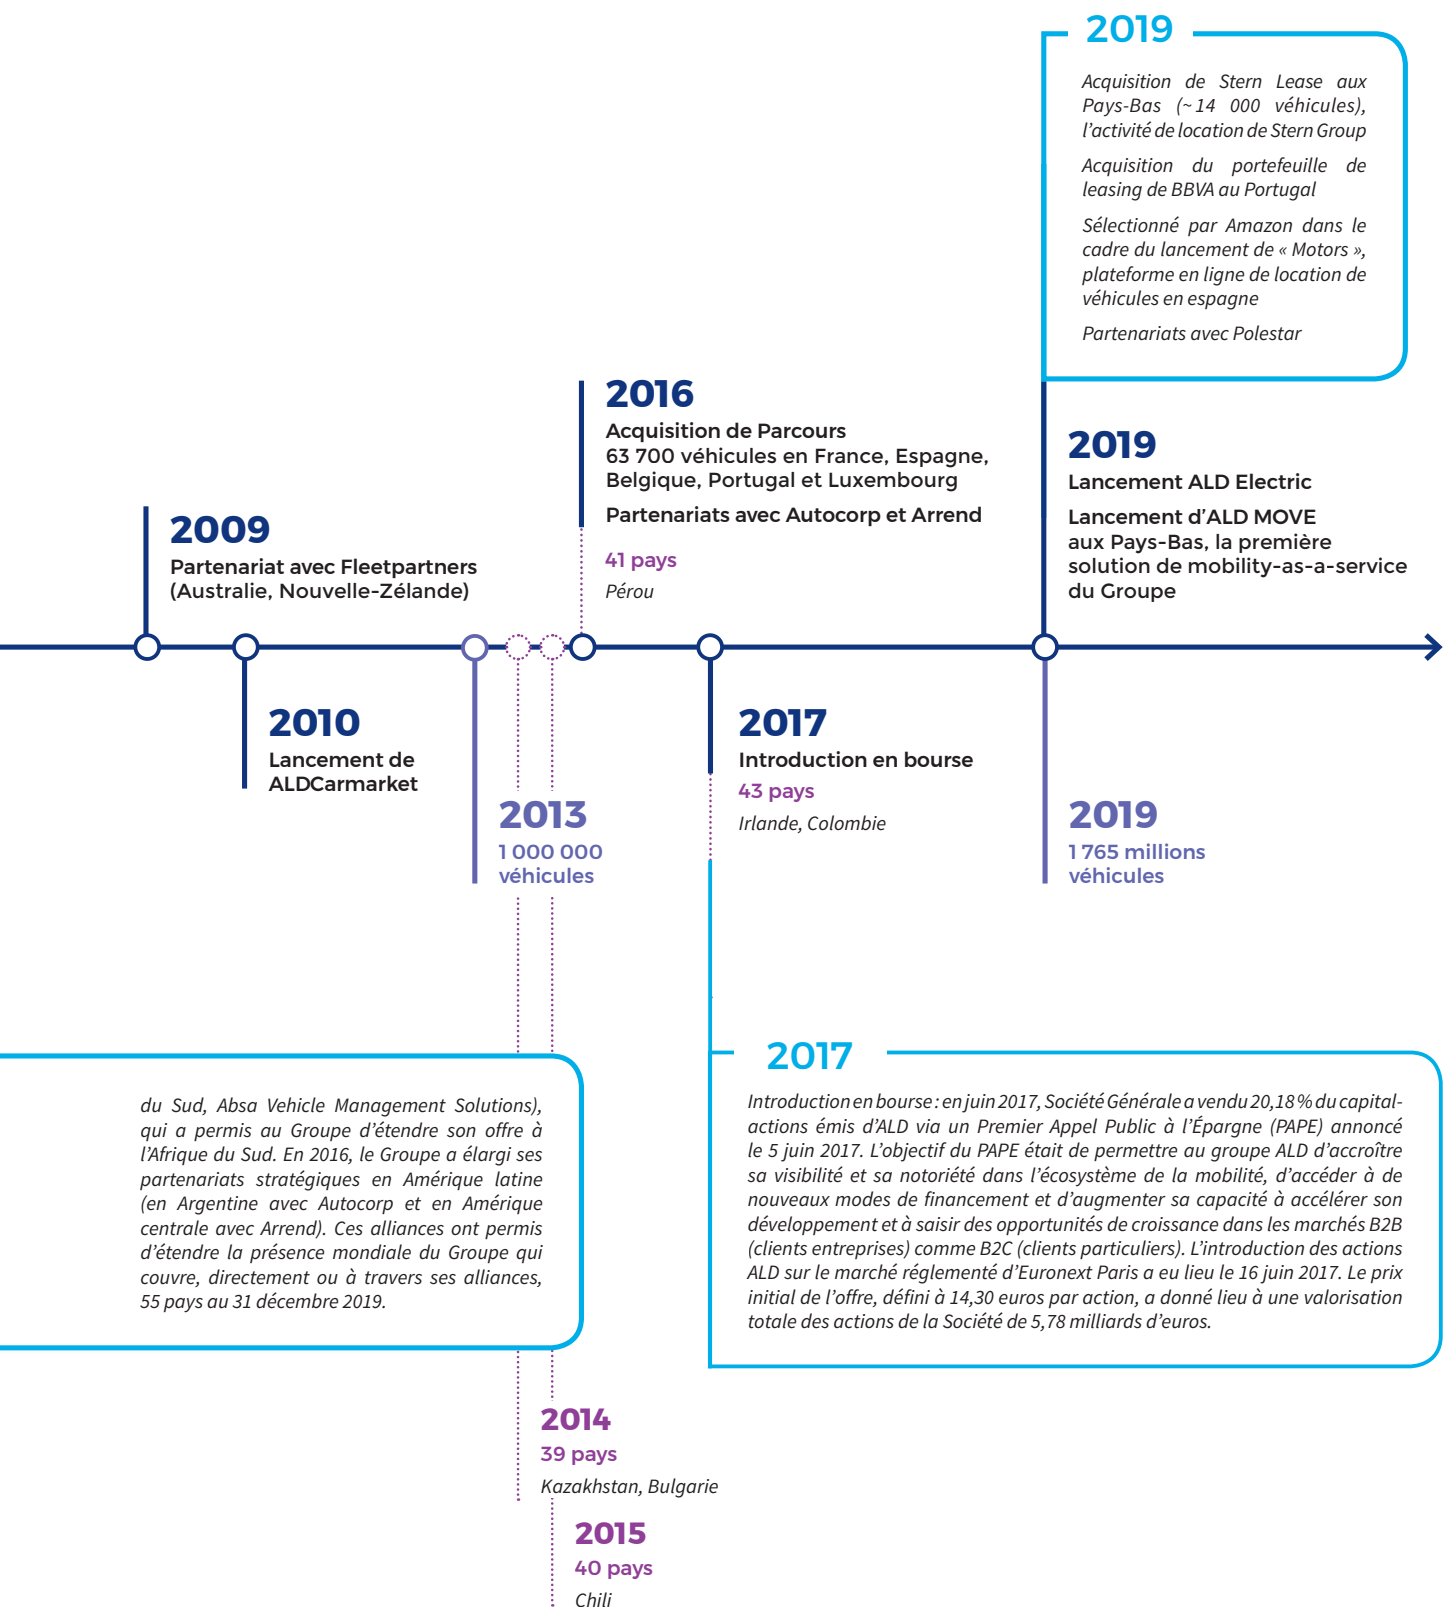 2019
Acquisition de Stern Lease aux
Pays-Bas (~ 14 000 véhicules),
l’activité de location de Stern Group
Acquisition du portefeuille de
leasing de BBVA au Portugal
Sélectionné par Amazon dans le
cadre du lancement de « Motors »,
plateforme en ligne de location de
véhicules en espagne
Partenariats avec Polestar
2016
Acquisition de Parcours
63 700 véhicules en France, Espagne,
Belgique, Portugal et Luxembourg
Partenariats avec Autocorp et Arrend
41 pays
Pérou
2019
Lancement ALD Electric
Lancement d’ALD MOVE
aux Pays-Bas, la première
solution de mobility-as-a-service
du Groupe
2009
Partenariat avec Fleetpartners
(Australie, Nouvelle-Zélande)
2010
Lancement de
ALDCarmarket
2013
1 000 000
véhicules
2017
Introduction en bourse
43 pays
Irlande, Colombie
2019
1 765 millions
véhicules
du Sud, Absa Vehicle Management Solutions),
qui a permis au Groupe d’étendre son offre à
l’Afrique du Sud. En 2016, le Groupe a élargi ses
partenariats stratégiques en Amérique latine
(en Argentine avec Autocorp et en Amérique
centrale avec Arrend). Ces alliances ont permis
d’étendre la présence mondiale du Groupe qui
couvre, directement ou à travers ses alliances,
55 pays au 31 décembre 2019.
2017
Introduction en bourse : en juin 2017, Société Générale a vendu 20,18 % du capital-
actions émis d’ALD via un Premier Appel Public à l’Épargne (PAPE) annoncé
le 5 juin 2017. L’objectif du PAPE était de permettre au groupe ALD d’accroître
sa visibilité et sa notoriété dans l’écosystème de la mobilité, d’accéder à de
nouveaux modes de financement et d’augmenter sa capacité à accélérer son
développement et à saisir des opportunités de croissance dans les marchés B2B
(clients entreprises) comme B2C (clients particuliers). L’introduction des actions
ALD sur le marché réglementé d’Euronext Paris a eu lieu le 16 juin 2017. Le prix
initial de l’offre, défini à 14,30 euros par action, a donné lieu à une valorisation
totale des actions de la Société de 5,78 milliards d’euros.
2014
39 pays
Kazakhstan, Bulgarie
2015
40 pays
Chili